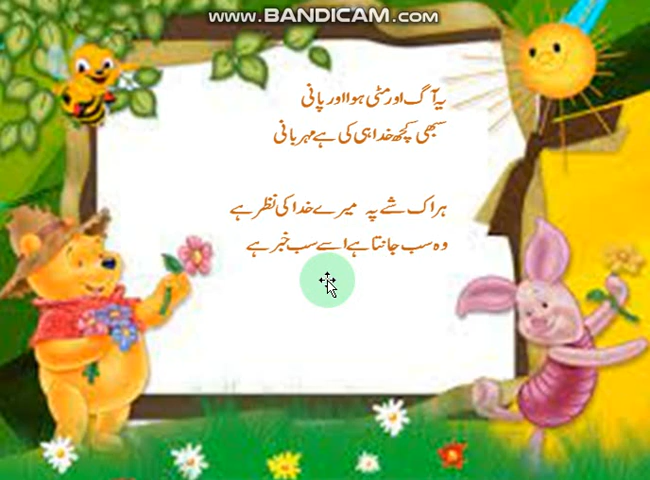 www.BANDICAM.com
یہ آگ اور مٹی ہوا اور پانی
سبھی کچھ خدا ہی کی ہے مہربانی
ہر اک شے پہ میرے خدا کی نظر ہے
وہ سب جانتا ہے اسے سب خبر ہے